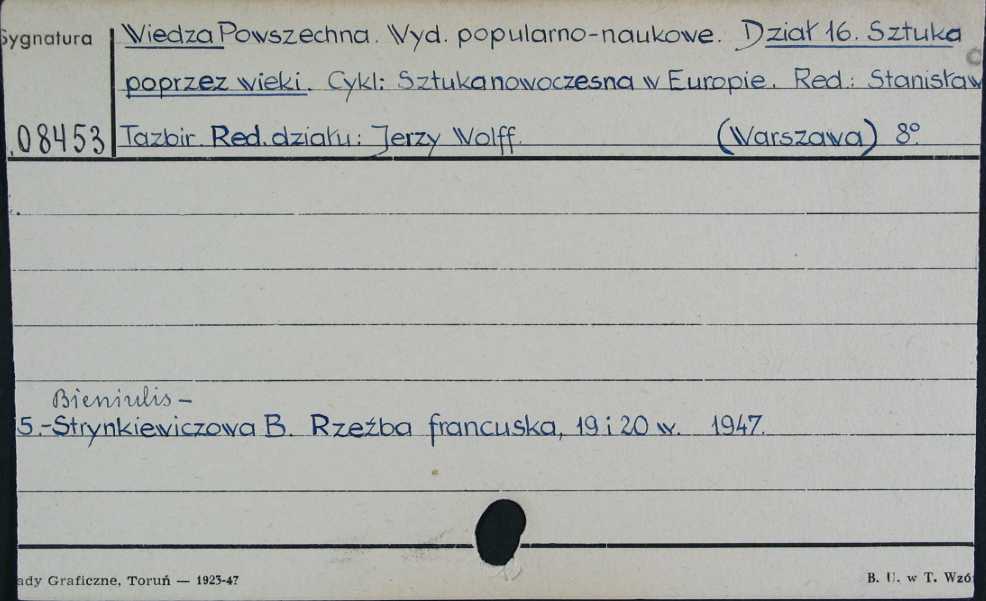 Sygnatura
Wiedza Powszechna. Wyd. popularno-naukowe. Dział 16. Sztuka
poprzez wieki. Cykl: Sztuka nowoczesna w Europie. Red.: Stanisław
08453 Tazbir. Red. działu: Jerzy Wolff. (Warszawa) 8°.
Bieniulis-
5.-Strynkiewiczowa B. Rzeźba francuska, 19 i 20 w. 1947.
ady Graficzne, Toruń — 1923-47
B. U. w T. Wzó